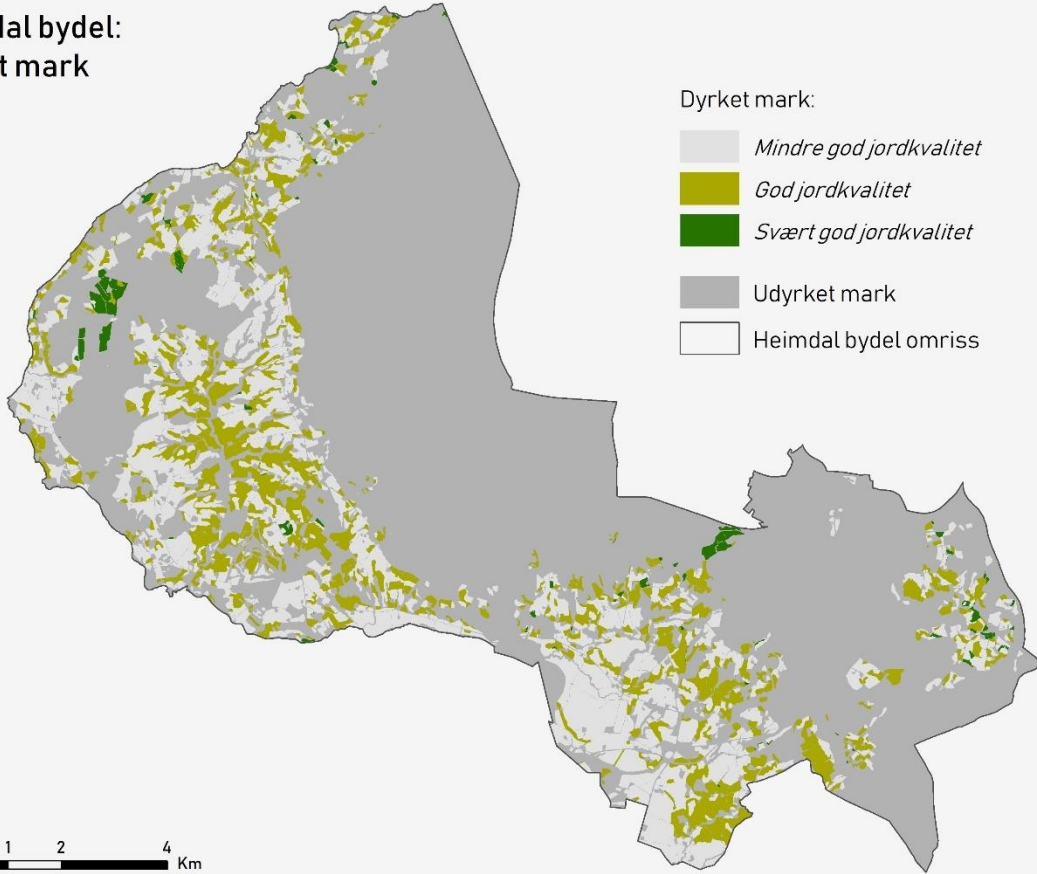 dal bydel:
t mark
Dyrket mark:
Mindre god jordkvalitet
God jordkvalitet
Svært god jordkvalitet
Udyrket mark
Heimdal bydel omriss
1 2 4
Km